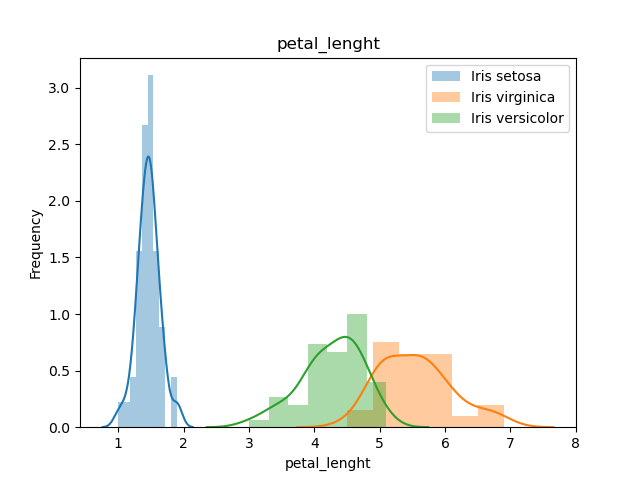 petal_lenght
Iris setosa
Iris virginica
Iris versicolor
3.0
2.5
2.0
1.5
1.0
0.5
0.0
Frequency
1 2 3 4 5 6 7 8
petal_lenght